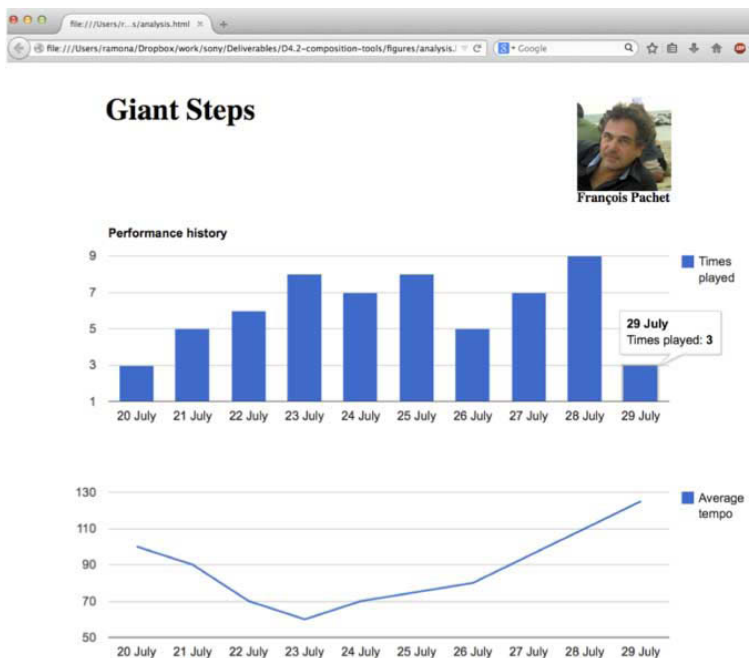 file:///Users/r...s/analysis.html
file:///Users/ramona/Dropbox/work/sony/Deliverables/D4.2-composition-tools/figures/analysis.
Google
Giant Steps
François Pachet
Performance history
9
7
5
3
1
Times
played
29 July
Times played: 3
20 July 21 July 22 July 23 July 24 July 25 July 26 July 27 July 28 July 29 July
130
110
90
70
50
Average
tempo
20 July 21 July 22 July 23 July 24 July 25 July 26 July 27 July 28 July 29 July